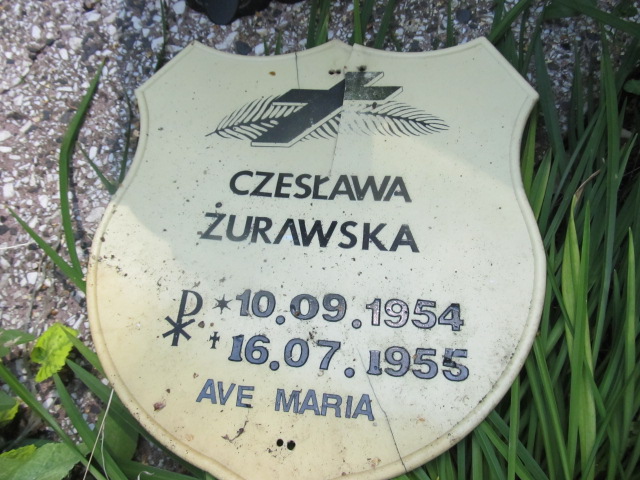 CZESŁAWA
ŻURAWSKA
*10.09.1954
†16.07.1955
AVE MARIA